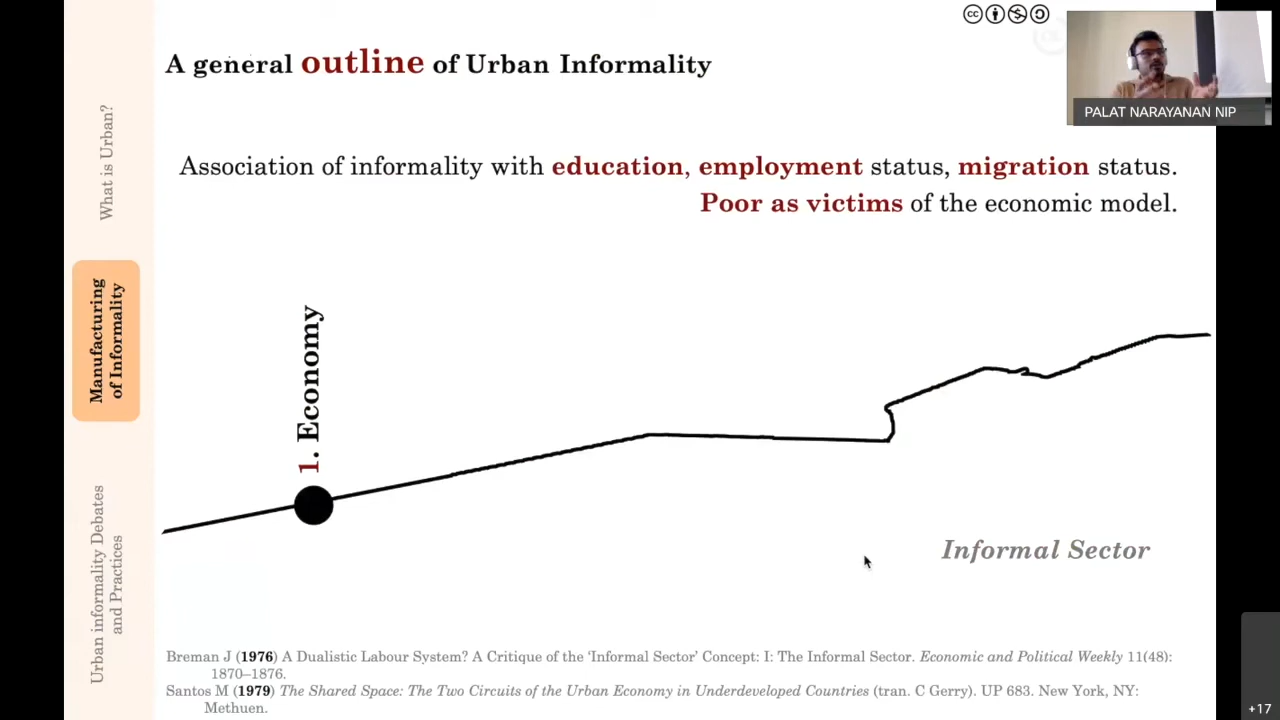 A general outline of Urban Informality
PALAT NARAYANAN NIP
What is Urban?
Manufacturing
of Informality
Urban informality Debates
and Practices
Association of informality with education, employment status, migration status.
Poor as victims of the economic model.
1. Economy
Informal Sector
Breman J (1976) A Dualistic Labour System? A Critique of the ‘Informal Sector’ Concept: I: The Informal Sector. Economic and Political Weekly 11(48):
1870–1876.
Santos M (1979) The Shared Space: The Two Circuits of the Urban Economy in Underdeveloped Countries (tran. C Gerry). UP 683. New York, NY:
Methuen.
+17